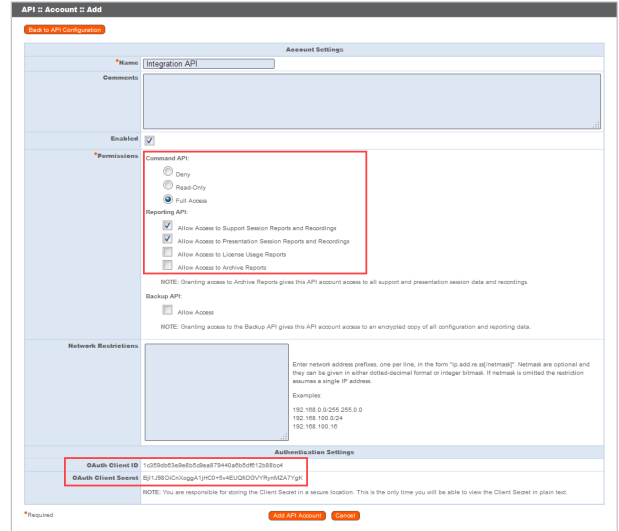 API :: Account :: Add
Back to API Configuration
Account Settings
*Name Integration API
Comments
Enabled
*Permissions Command API:
Deny
Read-Only
Full Access
Reporting API:
Allow Access to Support Session Reports and Recordings
Allow Access to Presentation Session Reports and Recordings
Allow Access to License Usage Reports
Allow Access to Archive Reports
NOTE: Granting access to Archive Reports gives this API account access to all support and presentation session data and recordings.
Backup API:
Allow Access
NOTE: Granting access to the Backup API gives this API account access to an encrypted copy of all configuration and reporting data.
Network Restrictions
Enter network address prefixes, one per line, in the form "ip.add.re.ss[/netmask]". Netmask are optional and
they can be given in either dotted-decimal format or integer bitmask. If netmask is omitted the restriction
assumes a single IP address.
Examples:
192.168.0.0/255.255.0.0
192.168.100.0/24
192.168.100.16
Authentication Settings
OAuth Client ID
OAuth Client Secret
NOTE: You are responsible for storing the Client Secret in a secure location. This is the only time you will be able to view the Client Secret in plain text.
*Required
Add API Account
Cancel